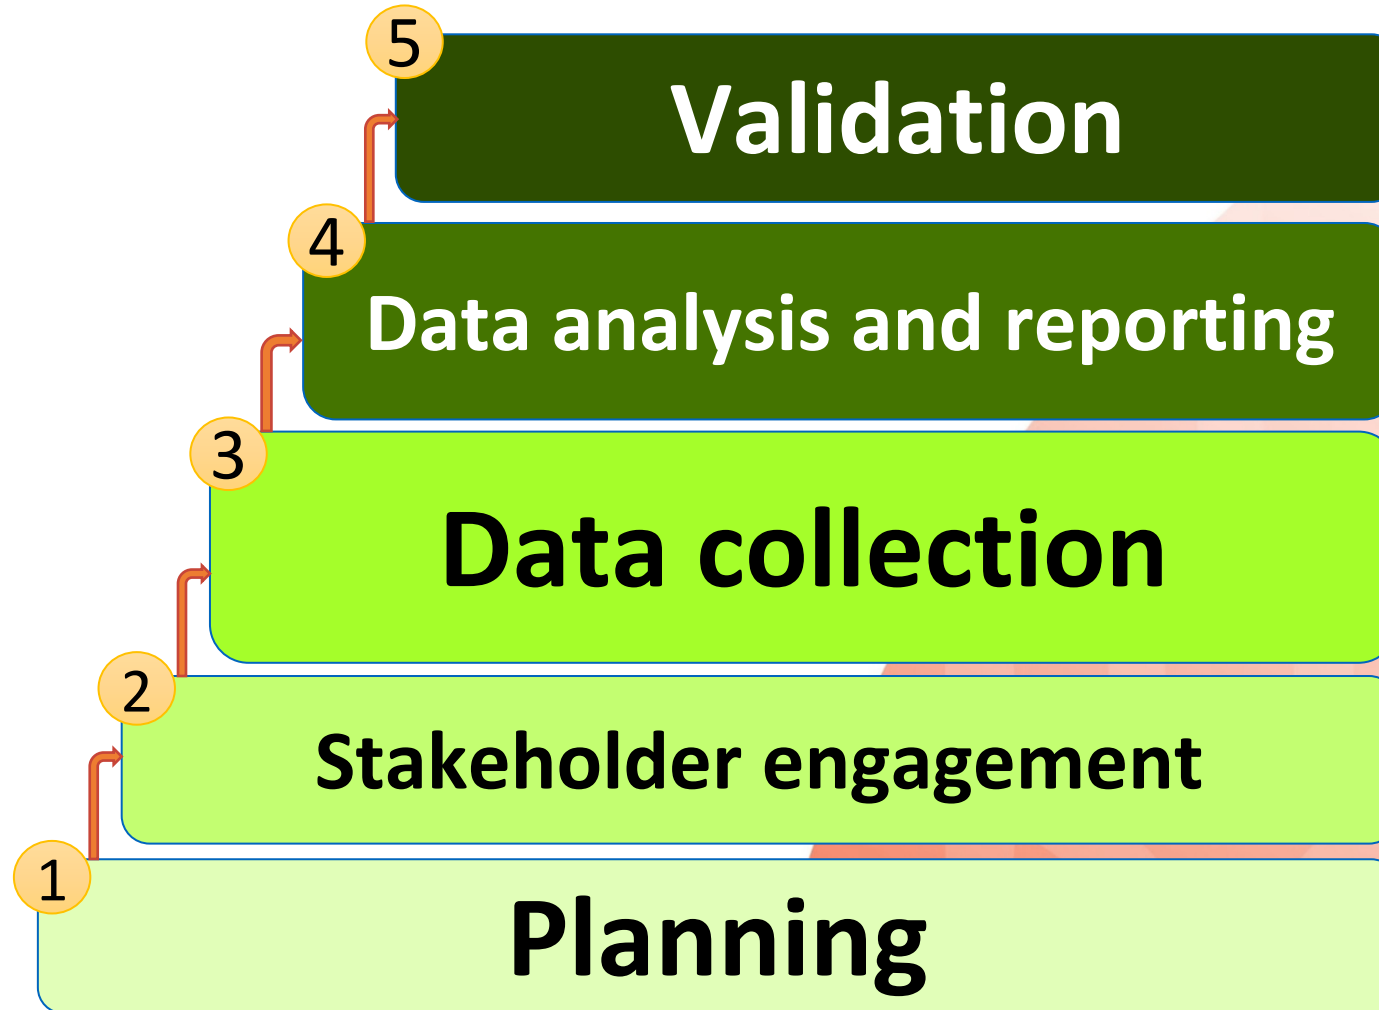 5
Validation
4
Data analysis and reporting
3
Data collection
2
Stakeholder engagement
1
Planning